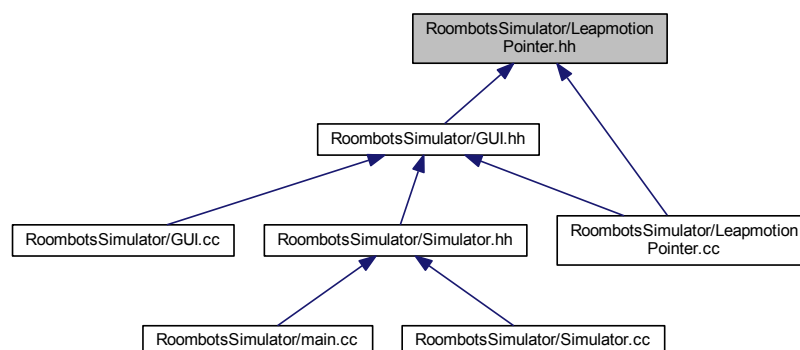 RoombotsSimulator/Leapmotion
Pointer.hh
RoombotsSimulator/GUI.hh
RoombotsSimulator/GUI.cc
RoombotsSimulator/Simulator.hh
RoombotsSimulator/Leapmotion
Pointer.cc
RoombotsSimulator/main.cc
RoombotsSimulator/Simulator.cc